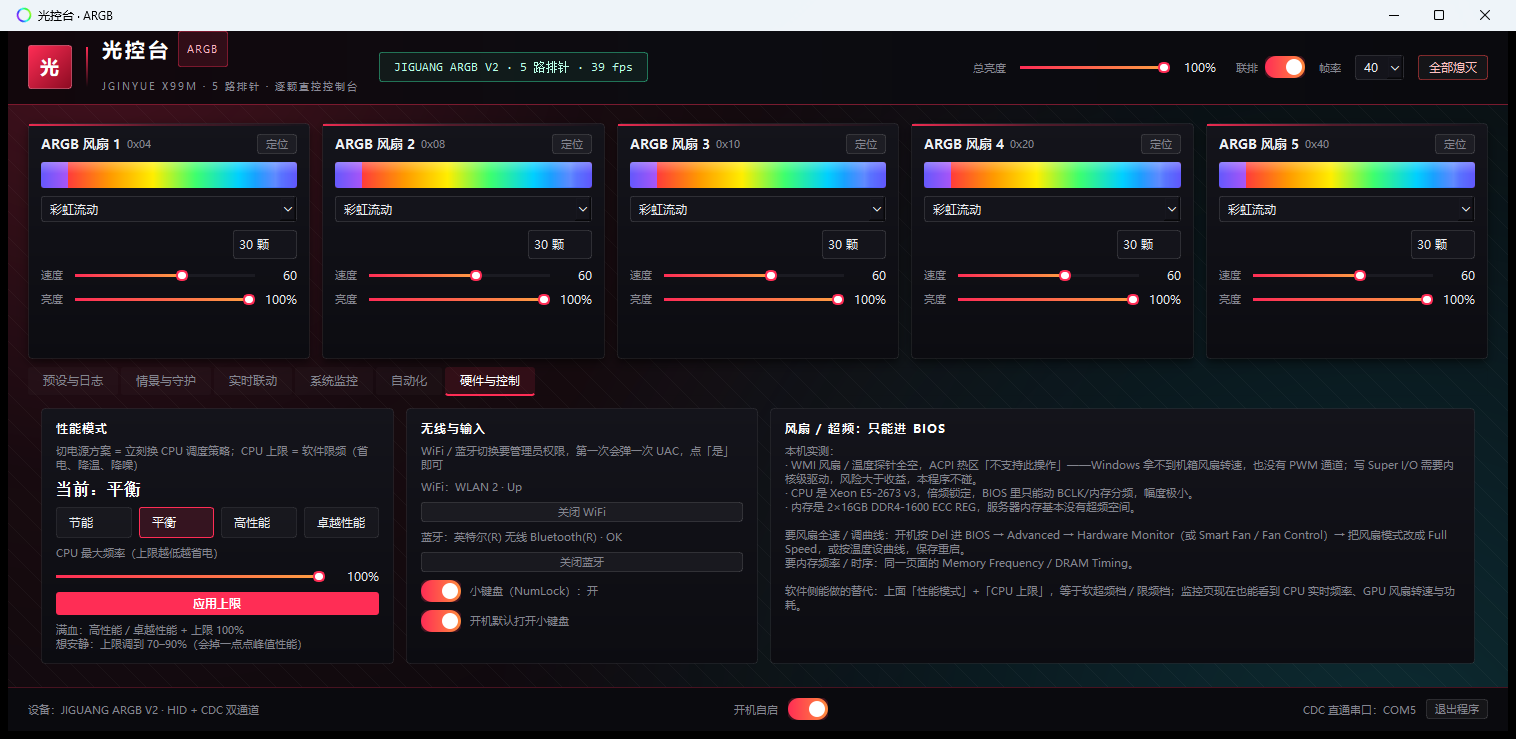 光控台 · ARGB
光
光控台 ARGB
JGINYUE X99M · 5 路排针 · 逐颗直控控制台
JIGUANG ARGB V2 · 5 路排针 · 39 fps
总亮度 100% 联排 帧率 40 全部熄灭
ARGB 风扇 1 0x04 定位
彩虹流动
30 颗
速度 60
亮度 100%
ARGB 风扇 2 0x08 定位
彩虹流动
30 颗
速度 60
亮度 100%
ARGB 风扇 3 0x10 定位
彩虹流动
30 颗
速度 60
亮度 100%
ARGB 风扇 4 0x20 定位
彩虹流动
30 颗
速度 60
亮度 100%
ARGB 风扇 5 0x40 定位
彩虹流动
30 颗
速度 60
亮度 100%
预设与日志 情景与守护 实时联动 系统监控 自动化 硬件与控制
性能模式
切电源方案 = 立刻换 CPU 调度策略；CPU 上限 = 软件限频（省
电、降温、降噪）
当前：平衡
节能 平衡 高性能 卓越性能
CPU 最大频率（上限越低越省电）
100%
应用上限
满血：高性能 / 卓越性能 + 上限 100%
想安静：上限调到 70–90%（会掉一点点峰值性能）
无线与输入
WiFi / 蓝牙切换要管理员权限，第一次会弹一次 UAC，点「是」
即可
WiFi：WLAN 2 · Up
关闭 WiFi
蓝牙：英特尔(R) 无线 Bluetooth(R) · OK
关闭蓝牙
小键盘（NumLock）：开
开机默认打开小键盘
风扇 / 超频：只能进 BIOS
本机实测：
· WMI 风扇 / 温度探针全空，ACPI 热区「不支持此操作」——Windows 拿不到机箱风扇转速，也没有 PWM 通道；写 Super I/O 需要内
核级驱动，风险大于收益，本程序不碰。
· CPU 是 Xeon E5-2673 v3，倍频锁定，BIOS 里只能动 BCLK/内存分频，幅度极小。
· 内存是 2×16GB DDR4-1600 ECC REG，服务器内存基本没有超频空间。
要风扇全速 / 调曲线：开机按 Del 进 BIOS → Advanced → Hardware Monitor（或 Smart Fan / Fan Control）→ 把风扇模式改成 Full
Speed，或按温度设曲线，保存重启。
要内存频率 / 时序：同一页面的 Memory Frequency / DRAM Timing。
软件侧能做的替代：上面「性能模式」+「CPU 上限」，等于软超频档 / 限频档；监控页现在也能看到 CPU 实时频率、GPU 风扇转速与功
耗。
设备：JIGUANG ARGB V2 · HID + CDC 双通道 开机自启 CDC 直通串口：COM5 退出程序